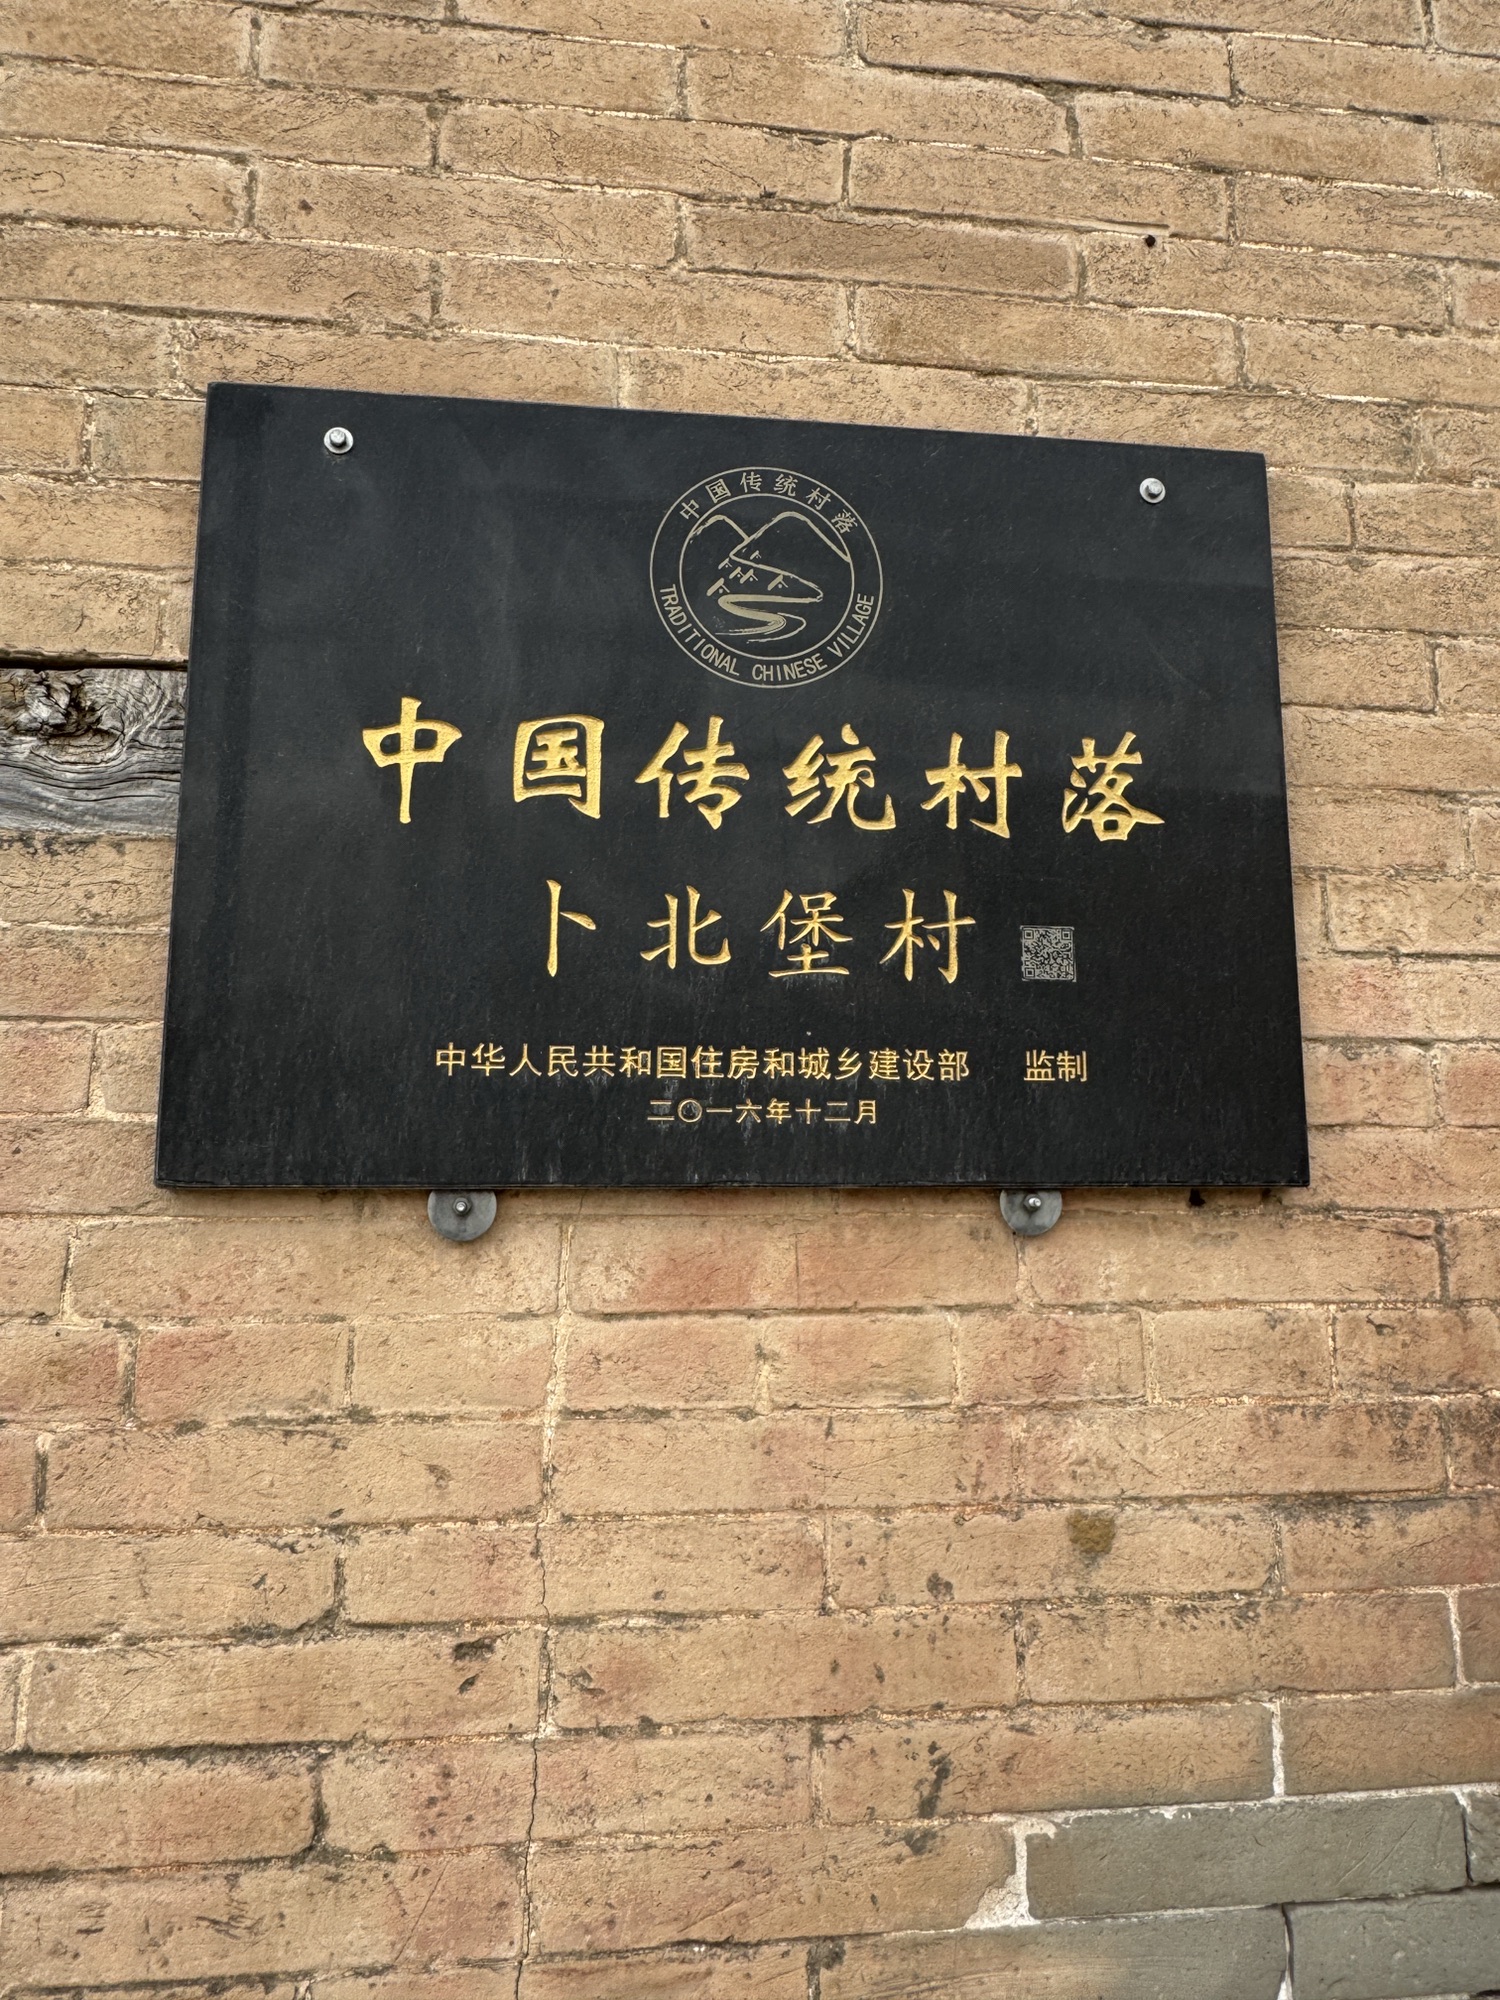 中国传统村落
TRADITIONAL CHINESE VILLAGE
中国传统村落
卜北堡村
中华人民共和国住房和城乡建设部 监制
二〇一六年十二月